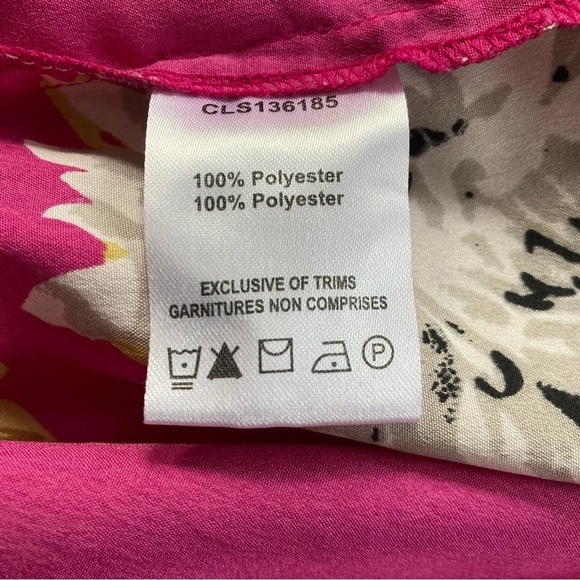 CLS136185
100% Polyester
100% Polyester
EXCLUSIVE OF TRIMS
GARNITURES NON COMPRISES
P